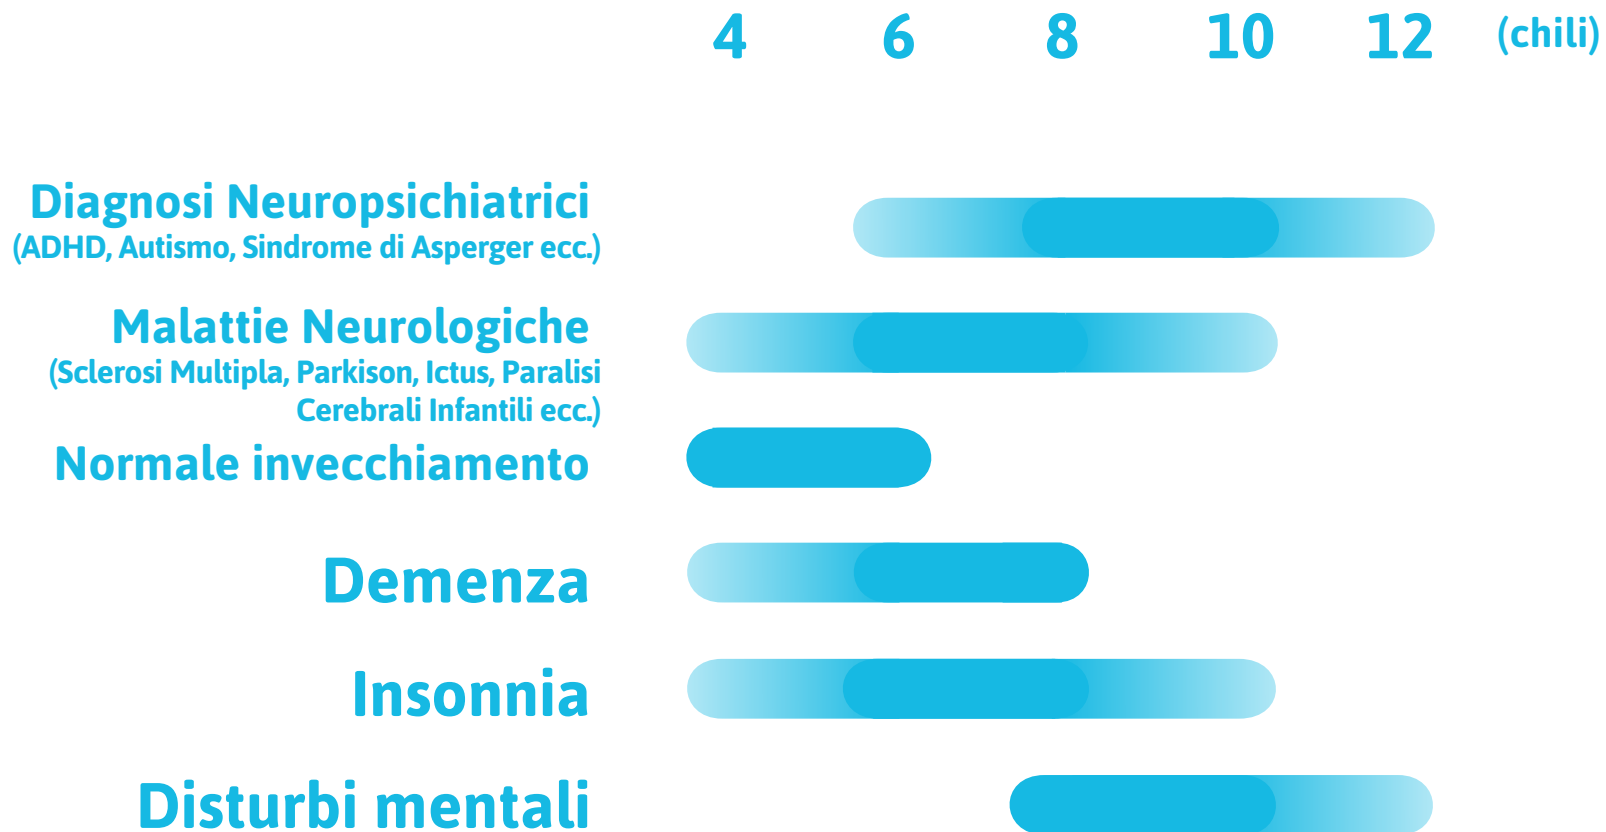 4 6 8 10 12 (chili)
Diagnosi Neuropsichiatrici
(ADHD, Autismo, Sindrome di Asperger ecc.)
Malattie Neurologiche
(Sclerosi Multipla, Parkison, Ictus, Paralisi
Cerebrali Infantili ecc.)
Normale invecchiamento
Demenza
Insonnia
Disturbi mentali